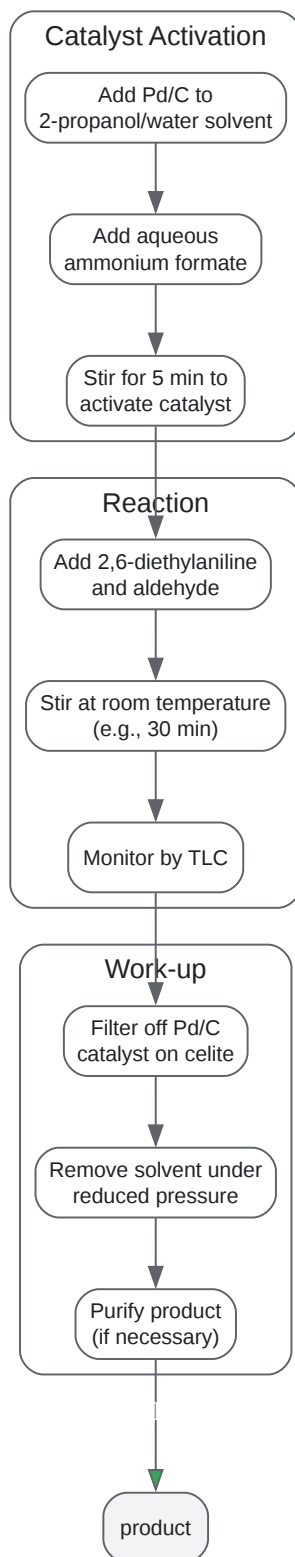 Catalyst Activation
Add Pd/C to
2-propanol/water solvent
Add aqueous
ammonium formate
Stir for 5 min to
activate catalyst
Reaction
Add 2,6-diethylaniline
and aldehyde
Stir at room temperature
(e.g., 30 min)
Monitor by TLC
Work-up
Filter off Pd/C
catalyst on celite
Remove solvent under
reduced pressure
Purify product
(if necessary)
product